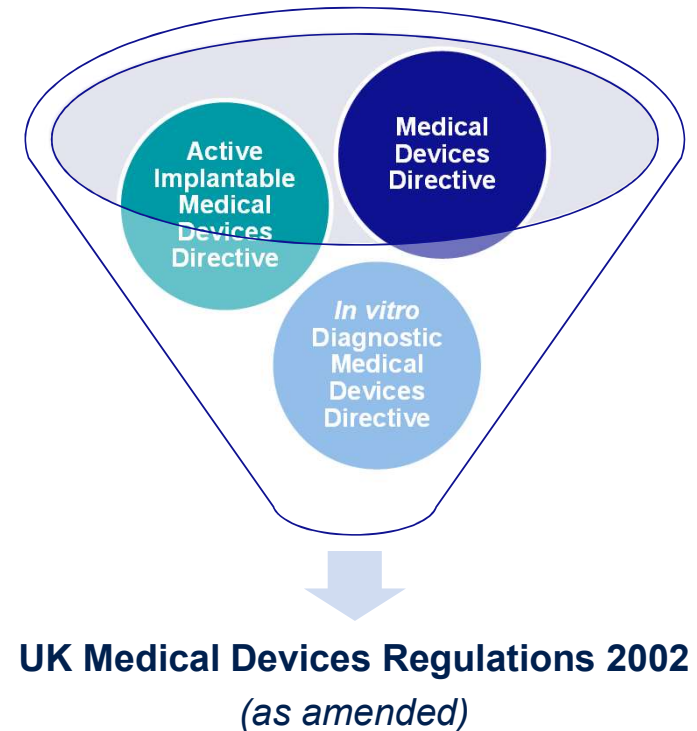 Active
Implantable
Medical
Devices
Directive
Medical
Devices
Directive
In vitro
Diagnostic
Medical
Devices
Directive
UK Medical Devices Regulations 2002
(as amended)